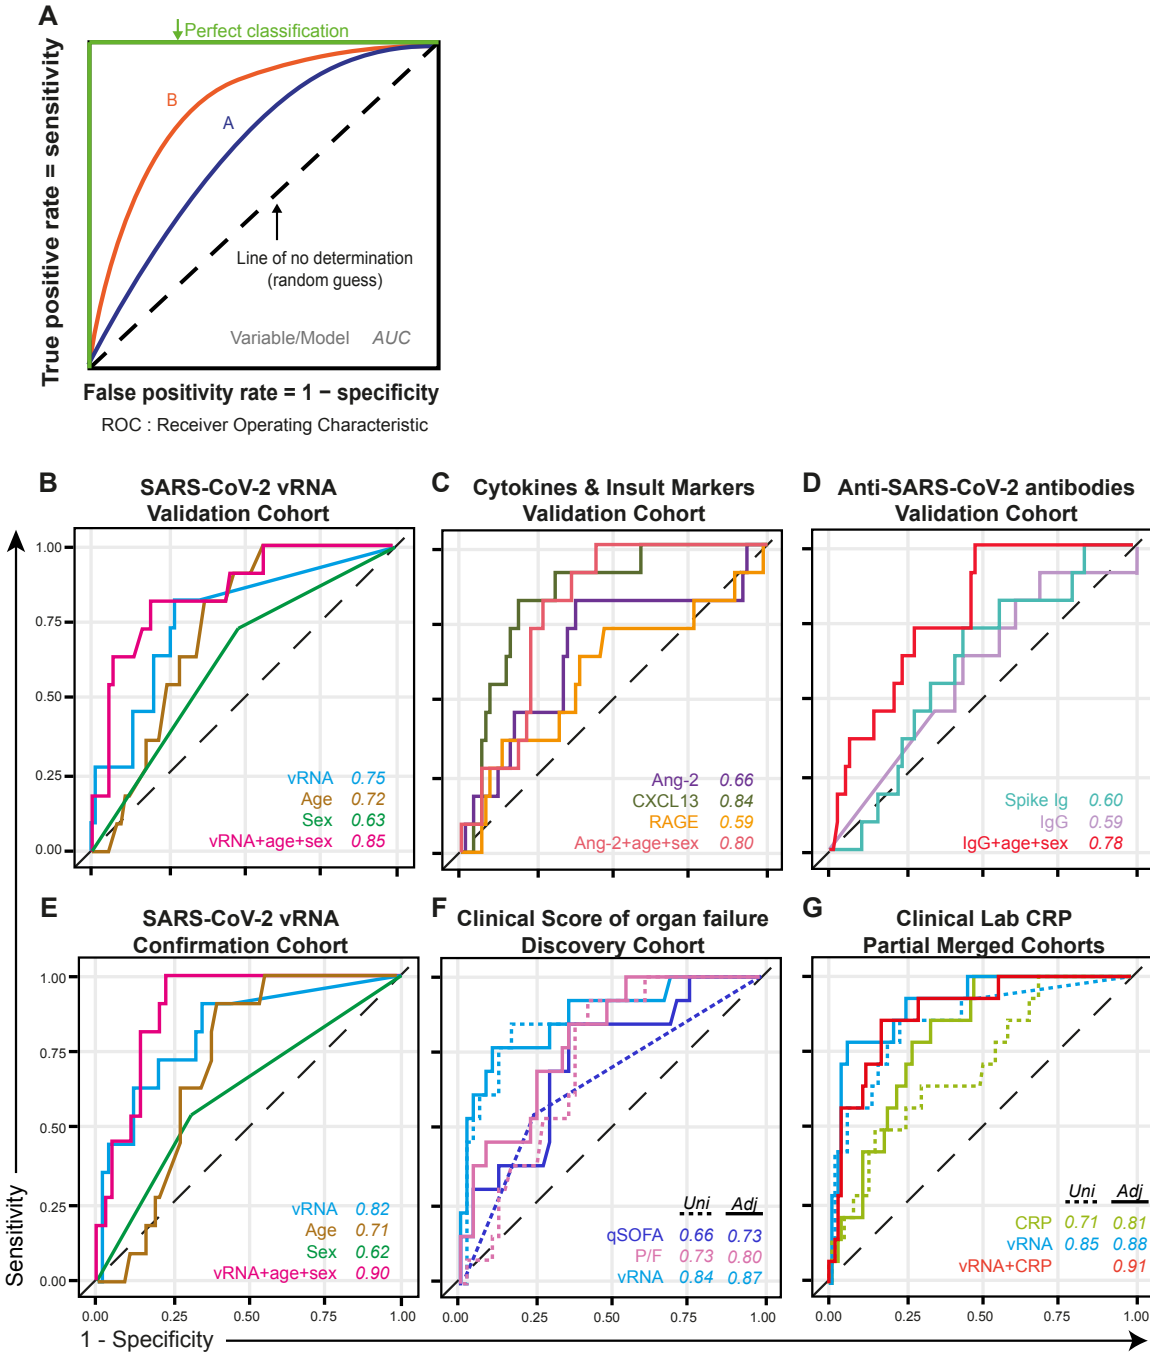 A
Perfect classification
True positive rate = sensitivity
B
A
Line of no determination
(random guess)
Variable/Model AUC
False positivity rate = 1 − specificity
ROC : Receiver Operating Characteristic
B
SARS-CoV-2 vRNA
Validation Cohort
1.00
0.75
0.50
0.25
0.00
vRNA 0.75
Age 0.72
Sex 0.63
vRNA+age+sex 0.85
C
Cytokines & Insult Markers
Validation Cohort
Ang-2 0.66
CXCL13 0.84
RAGE 0.59
Ang-2+age+sex 0.80
D
Anti-SARS-CoV-2 antibodies
Validation Cohort
Spike Ig 0.60
IgG 0.59
IgG+age+sex 0.78
E
SARS-CoV-2 vRNA
Confirmation Cohort
1.00
0.75
0.50
0.25
0.00
vRNA 0.82
Age 0.71
Sex 0.62
vRNA+age+sex 0.90
0.00 0.25 0.50 0.75 1.00
F
Clinical Score of organ failure
Discovery Cohort
Uni Adj
qSOFA 0.66 0.73
P/F 0.73 0.80
vRNA 0.84 0.87
0.00 0.25 0.50 0.75 1.00
G
Clinical Lab CRP
Partial Merged Cohorts
Uni Adj
CRP 0.71 0.81
vRNA 0.85 0.88
vRNA+CRP 0.91
0.00 0.25 0.50 0.75 1.00
Sensitivity
1 - Specificity